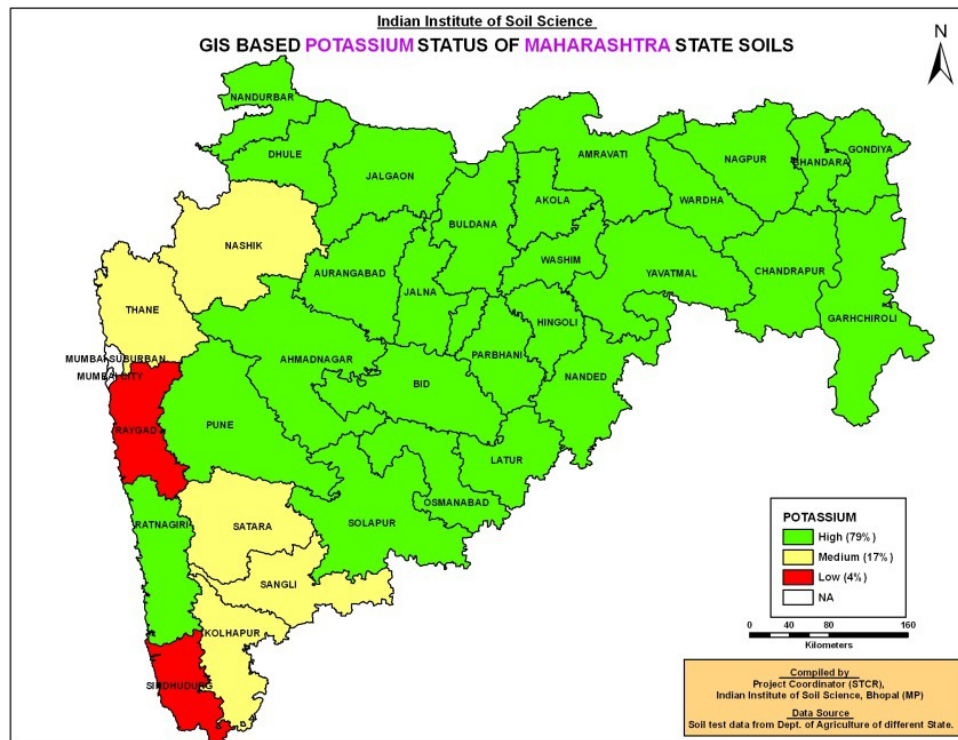 Indian Institute of Soil Science
GIS BASED POTASSIUM STATUS OF MAHARASHTRA STATE SOILS
N
NANDURBAR
DHULE
JALGAON
AMRAVATI
NAGPUR
BHANDARA
GONDIYA
AKOLA
WARDHA
BULDANA
NASHIK
WASHIM
AURANGABAD
YAVATMAL
CHANDRAPUR
JALNA
THANE
GARHCHIROLI
HINGOLI
MUMBAI SUBURBAN
AHMADNAGAR
PARBHANI
MUMBAI CITY
BID
NANDED
PUNE
RAYGAD
LATUR
OSMANABAD
RATNAGIRI
SATARA
SOLAPUR
SANGLI
KOLHAPUR
SINDHUDURG
POTASSIUM
High (79%)
Medium (17%)
Low (4%)
NA
0 40 80 160
Kilometers
Compiled by
Project Coordinator (STCR),
Indian Institute of Soil Science, Bhopal (MP)
Data Source
Soil test data from Dept. of Agriculture of different State.